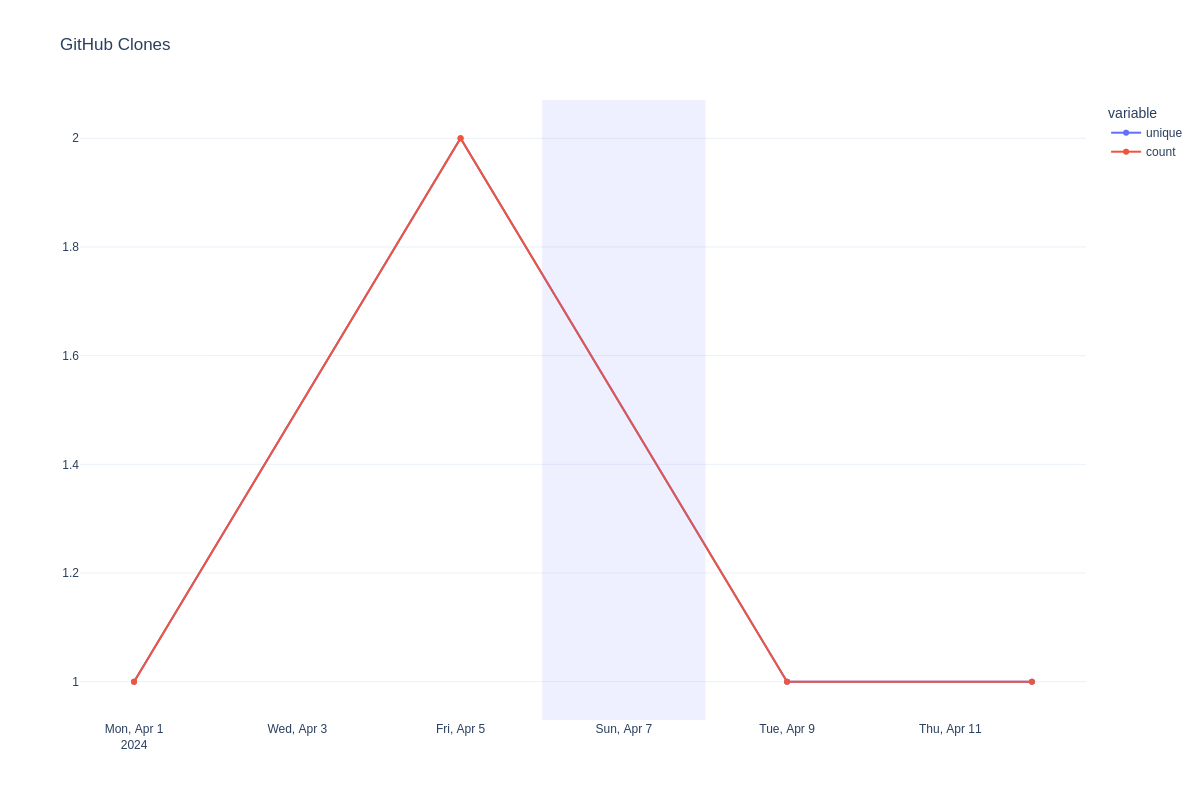 GitHub Clones
variable
unique
count
2
1.8
1.6
1.4
1.2
1
Mon, Apr 1
2024
Wed, Apr 3
Fri, Apr 5
Sun, Apr 7
Tue, Apr 9
Thu, Apr 11